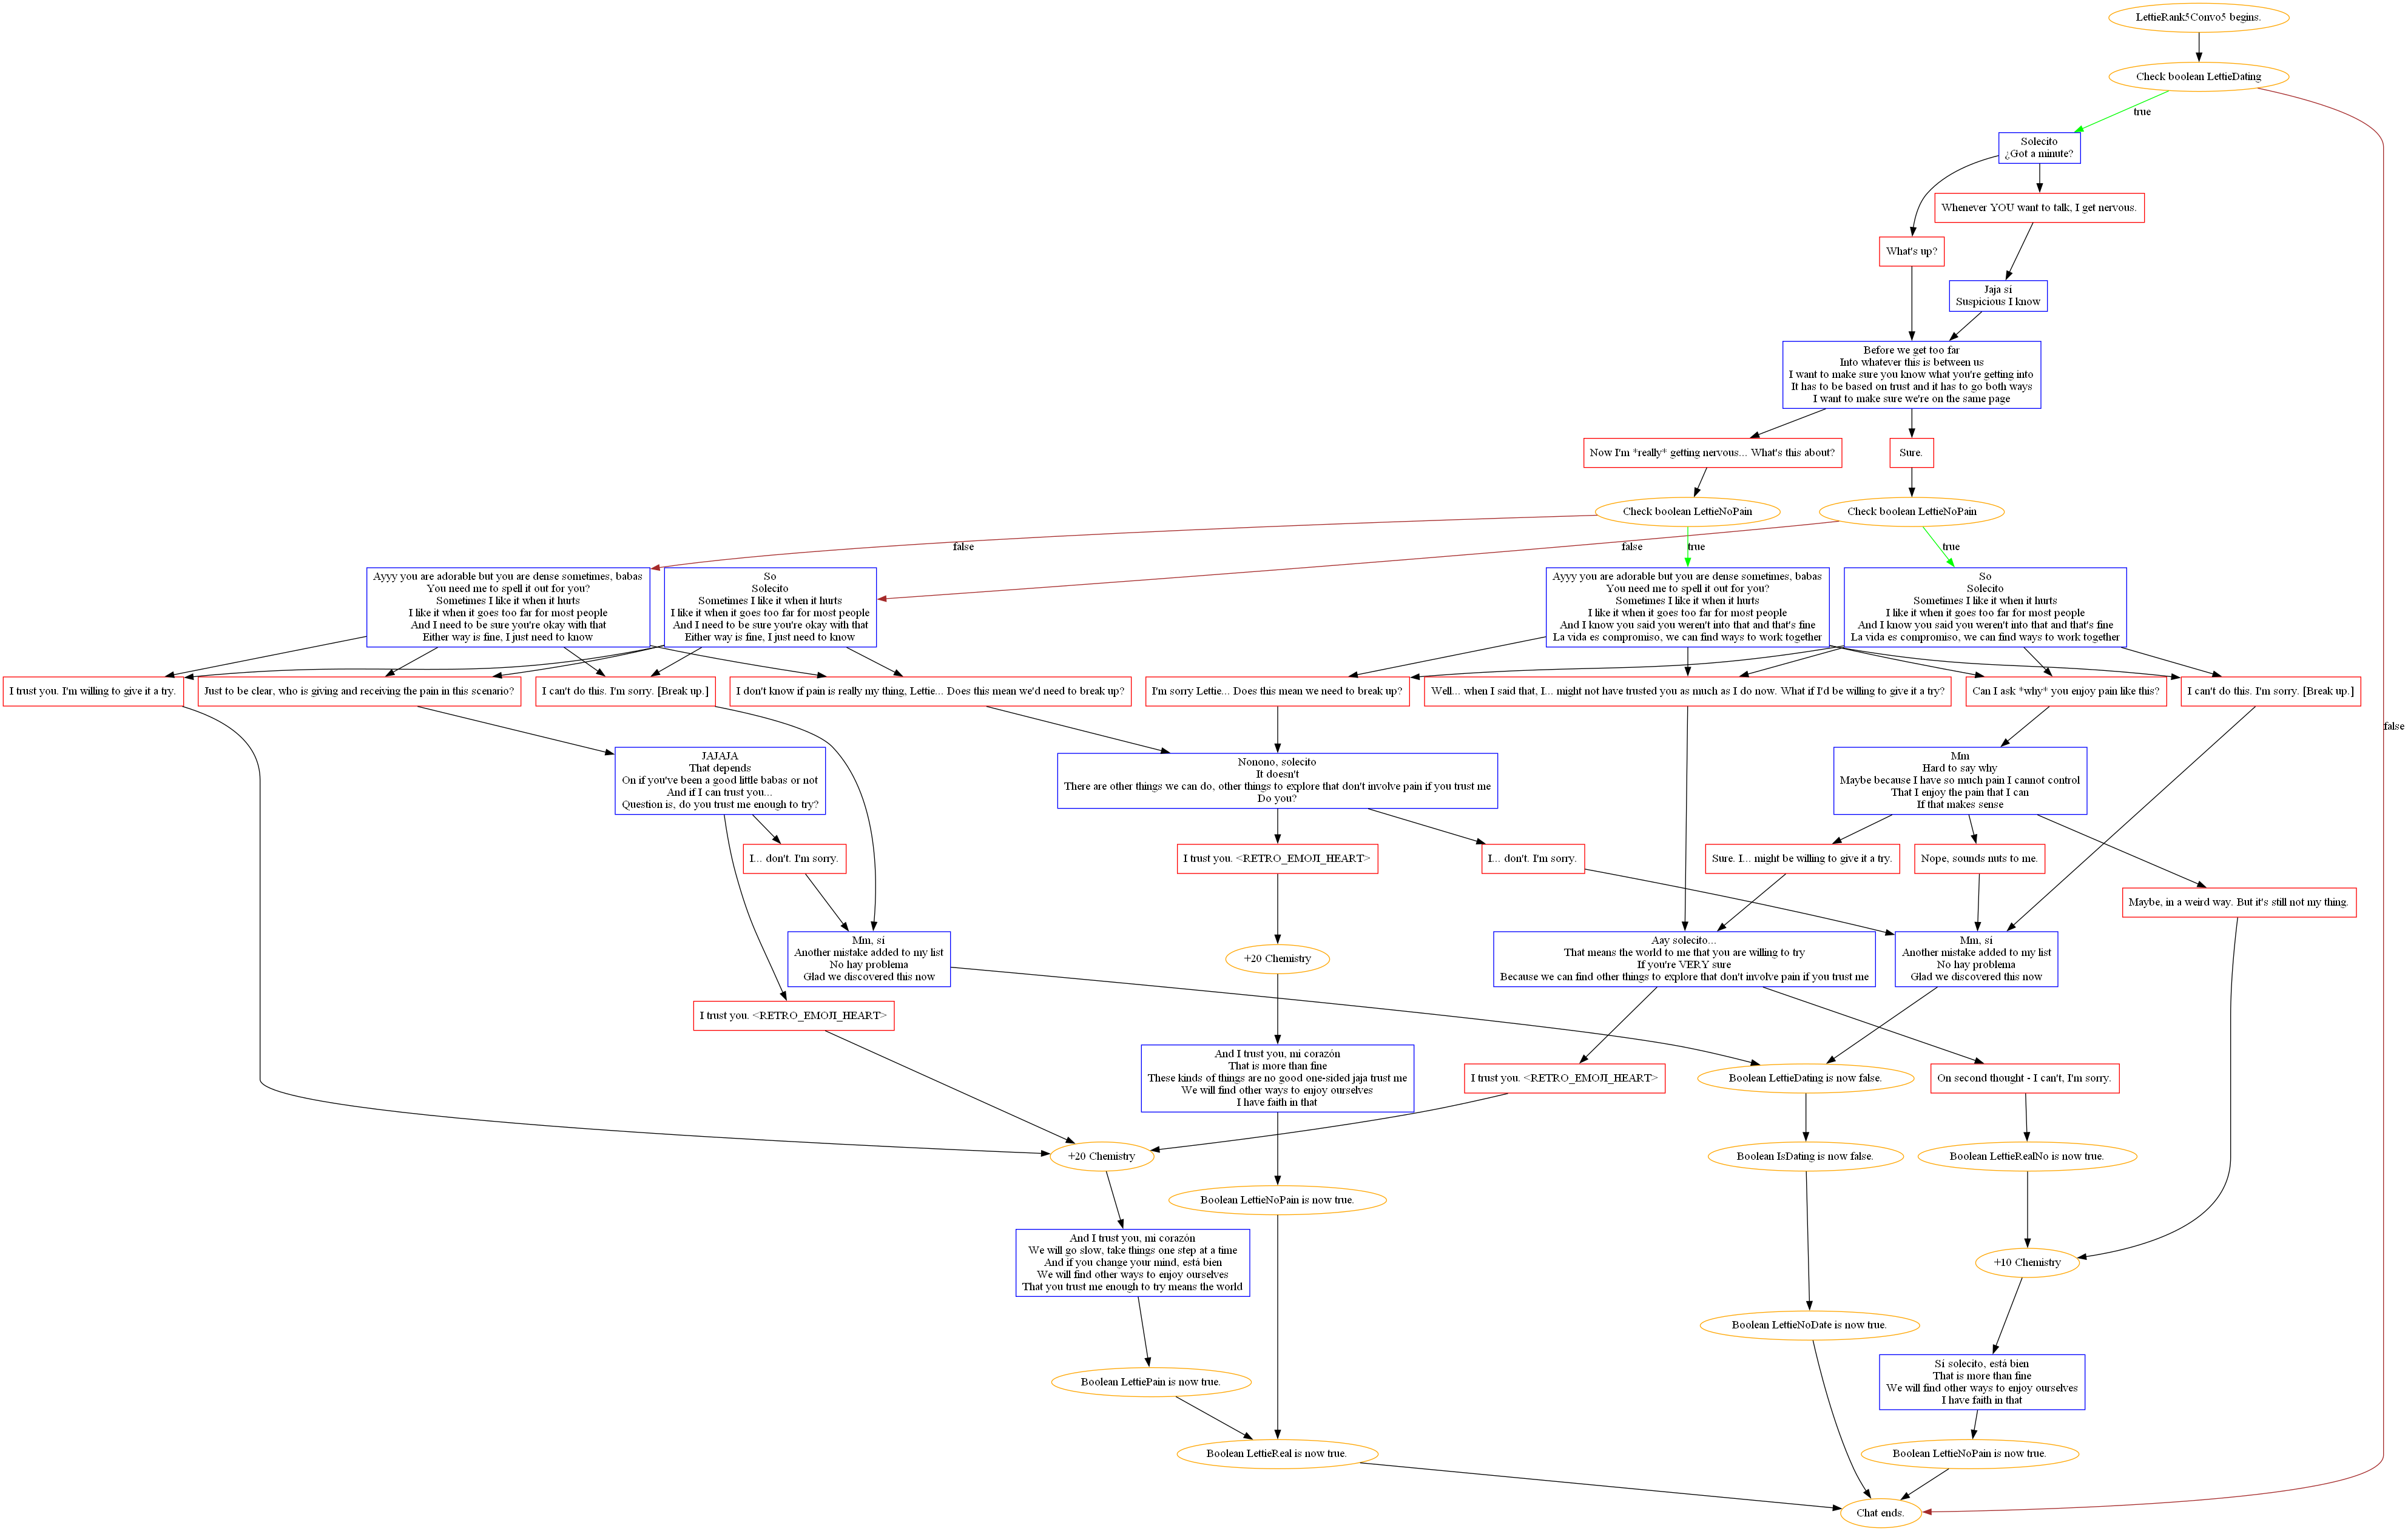 LettieRank5Convo5 begins.
Check boolean LettieDating
true
Solecito
¿Got a minute?
Whenever YOU want to talk, I get nervous.
What's up?
Jaja sí
Suspicious I know
Before we get too far
Into whatever this is between us
I want to make sure you know what you're getting into
It has to be based on trust and it has to go both ways
I want to make sure we're on the same page
Now I'm *really* getting nervous... What's this about?
Sure.
Check boolean LettieNoPain
Check boolean LettieNoPain
false
false
true
true
Ayyy you are adorable but you are dense sometimes, babas
You need me to spell it out for you?
Sometimes I like it when it hurts
I like it when it goes too far for most people
And I need to be sure you're okay with that
Either way is fine, I just need to know
So
Solecito
Sometimes I like it when it hurts
I like it when it goes too far for most people
And I need to be sure you're okay with that
Either way is fine, I just need to know
Ayyy you are adorable but you are dense sometimes, babas
You need me to spell it out for you?
Sometimes I like it when it hurts
I like it when it goes too far for most people
And I know you said you weren't into that and that's fine
La vida es compromiso, we can find ways to work together
So
Solecito
Sometimes I like it when it hurts
I like it when it goes too far for most people
And I know you said you weren't into that and that's fine
La vida es compromiso, we can find ways to work together
I trust you. I'm willing to give it a try.
Just to be clear, who is giving and receiving the pain in this scenario?
I can't do this. I'm sorry. [Break up.]
I don't know if pain is really my thing, Lettie... Does this mean we'd need to break up?
I'm sorry Lettie... Does this mean we need to break up?
Well... when I said that, I... might not have trusted you as much as I do now. What if I'd be willing to give it a try?
Can I ask *why* you enjoy pain like this?
I can't do this. I'm sorry. [Break up.]
false
JAJAJA
That depends
On if you've been a good little babas or not
And if I can trust you...
Question is, do you trust me enough to try?
Nonono, solecito
It doesn't
There are other things we can do, other things to explore that don't involve pain if you trust me
Do you?
Mm
Hard to say why
Maybe because I have so much pain I cannot control
That I enjoy the pain that I can
If that makes sense
I... don't. I'm sorry.
I trust you. <RETRO_EMOJI_HEART>
I... don't. I'm sorry.
Sure. I... might be willing to give it a try.
Nope, sounds nuts to me.
Maybe, in a weird way. But it's still not my thing.
Mm, sí
Another mistake added to my list
No hay problema
Glad we discovered this now
+20 Chemistry
Aay solecito...
That means the world to me that you are willing to try
If you're VERY sure
Because we can find other things to explore that don't involve pain if you trust me
Mm, sí
Another mistake added to my list
No hay problema
Glad we discovered this now
I trust you. <RETRO_EMOJI_HEART>
And I trust you, mi corazón
That is more than fine
These kinds of things are no good one-sided jaja trust me
We will find other ways to enjoy ourselves
I have faith in that
I trust you. <RETRO_EMOJI_HEART>
Boolean LettieDating is now false.
On second thought - I can't, I'm sorry.
+20 Chemistry
Boolean IsDating is now false.
Boolean LettieRealNo is now true.
Boolean LettieNoPain is now true.
And I trust you, mi corazón
We will go slow, take things one step at a time
And if you change your mind, está bien
We will find other ways to enjoy ourselves
That you trust me enough to try means the world
+10 Chemistry
Boolean LettieNoDate is now true.
Sí solecito, está bien
That is more than fine
We will find other ways to enjoy ourselves
I have faith in that
Boolean LettiePain is now true.
Boolean LettieReal is now true.
Boolean LettieNoPain is now true.
Chat ends.